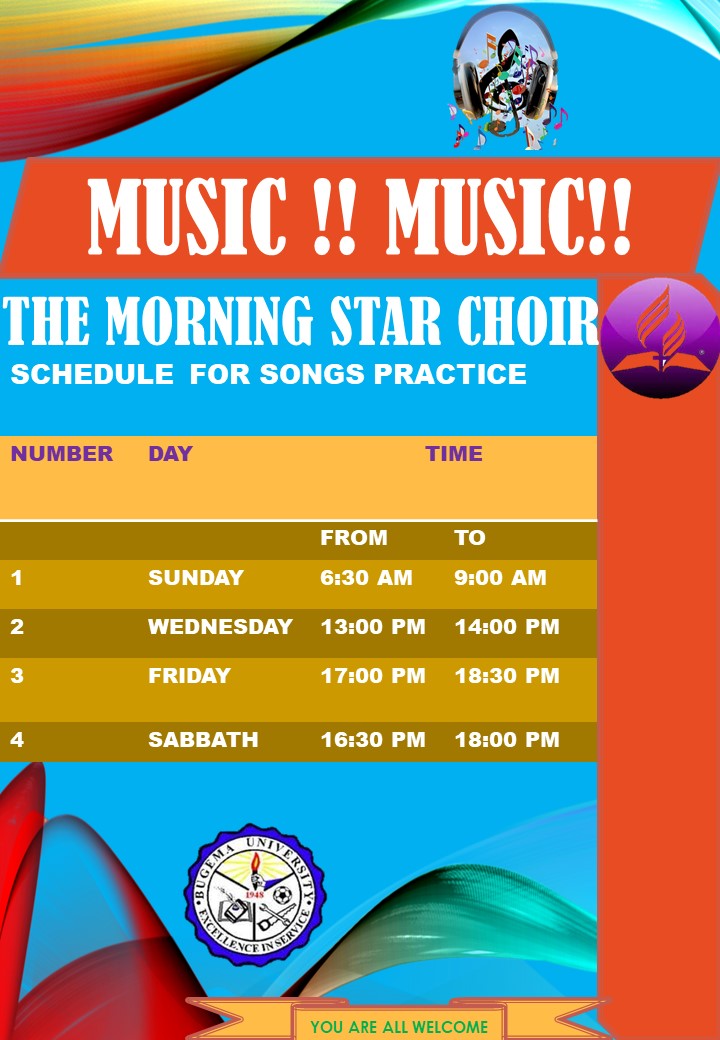 MUSIC !! MUSIC!!
THE MORNING STAR CHOIR
SCHEDULE FOR SONGS PRACTICE
NUMBER DAY TIME
FROM TO
1 SUNDAY 6:30 AM 9:00 AM
2 WEDNESDAY 13:00 PM 14:00 PM
3 FRIDAY 17:00 PM 18:30 PM
4 SABBATH 16:30 PM 18:00 PM
BUGEMA UNIVERSITY
1948
EXCELLENCE IN SERVICE
YOU ARE ALL WELCOME